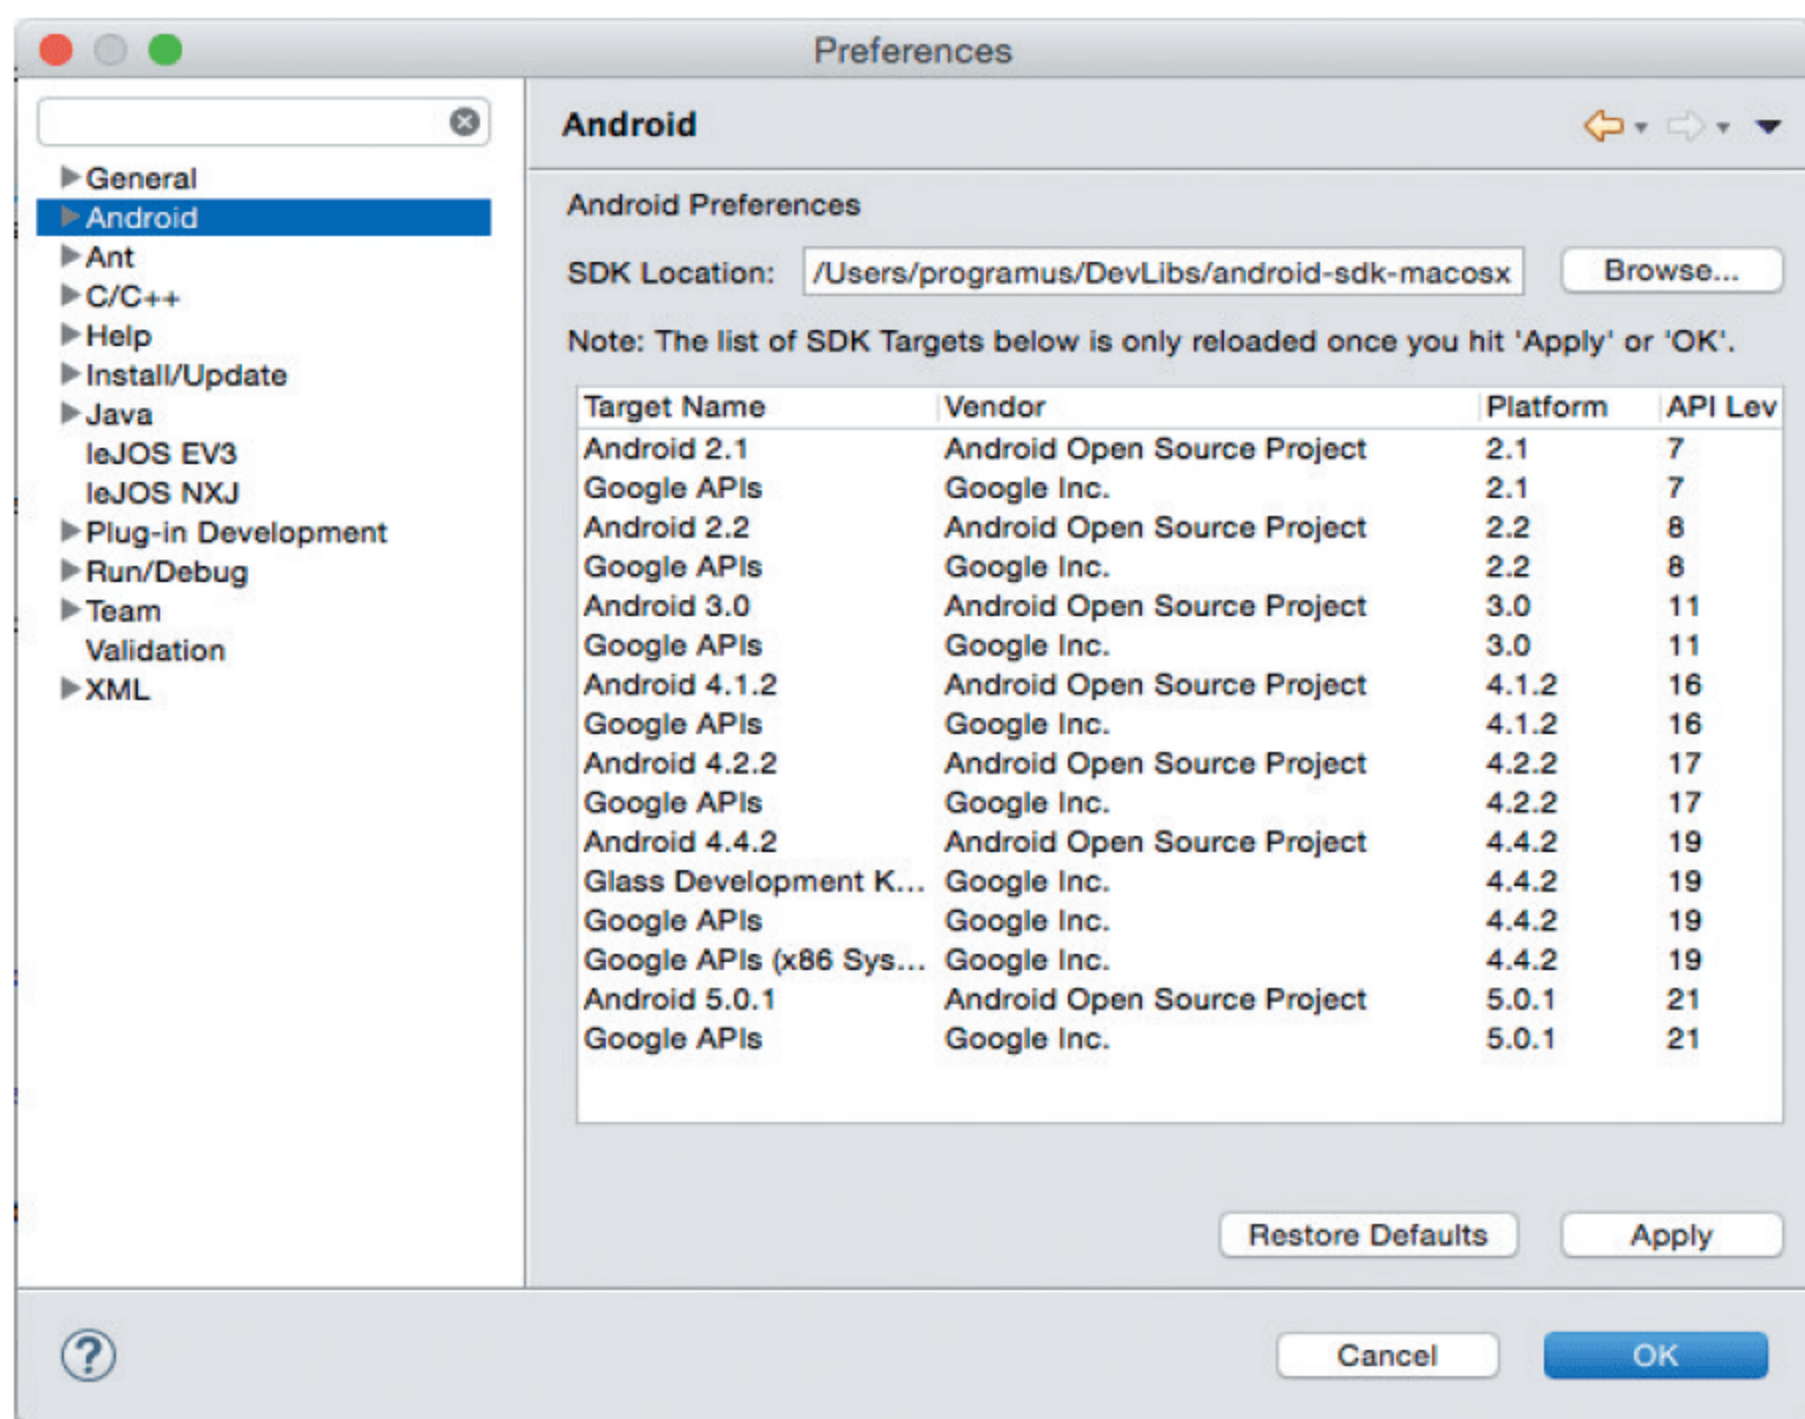 Preferences
General
Android
Ant
C/C++
Help
Install/Update
Java
leJOS EV3
leJOS NXJ
Plug-in Development
Run/Debug
Team
Validation
XML
Android
Android Preferences
SDK Location: /Users/programus/DevLibs/android-sdk-macosx Browse...
Note: The list of SDK Targets below is only reloaded once you hit 'Apply' or 'OK'.
Target Name Vendor Platform API Lev
Android 2.1 Android Open Source Project 2.1 7
Google APIs Google Inc. 2.1 7
Android 2.2 Android Open Source Project 2.2 8
Google APIs Google Inc. 2.2 8
Android 3.0 Android Open Source Project 3.0 11
Google APIs Google Inc. 3.0 11
Android 4.1.2 Android Open Source Project 4.1.2 16
Google APIs Google Inc. 4.1.2 16
Android 4.2.2 Android Open Source Project 4.2.2 17
Google APIs Google Inc. 4.2.2 17
Android 4.4.2 Android Open Source Project 4.4.2 19
Glass Development K... Google Inc. 4.4.2 19
Google APIs Google Inc. 4.4.2 19
Google APIs (x86 Sys... Google Inc. 4.4.2 19
Android 5.0.1 Android Open Source Project 5.0.1 21
Google APIs Google Inc. 5.0.1 21
Restore Defaults Apply
? Cancel OK